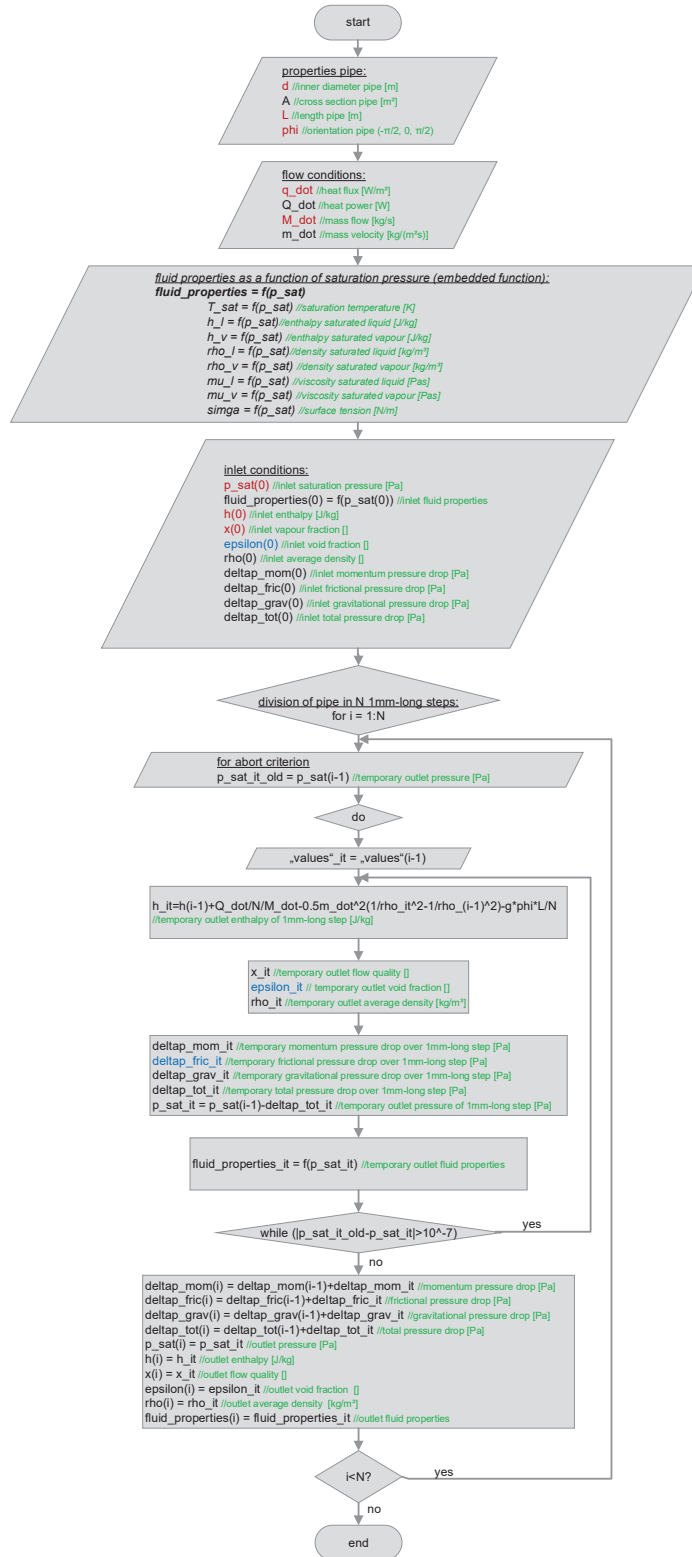 start
properties pipe:
d //inner diameter pipe [m]
A //cross section pipe [m²]
L //length pipe [m]
phi //orientation pipe (-π/2, 0, π/2)
flow conditions:
q_dot //heat flux [W/m²]
Q_dot //heat power [W]
M_dot //mass flow [kg/s]
m_dot //mass velocity [kg/(m²s)]
fluid properties as a function of saturation pressure (embedded function):
fluid_properties = f(p_sat)
T_sat = f(p_sat) //saturation temperature [K]
h_l = f(p_sat)//enthalpy saturated liquid [J/kg]
h_v = f(p_sat) //enthalpy saturated vapour [J/kg]
rho_l = f(p_sat)//density saturated liquid [kg/m³]
rho_v = f(p_sat) //density saturated vapour [kg/m³]
mu_l = f(p_sat) //viscosity saturated liquid [Pas]
mu_v = f(p_sat) //viscosity saturated vapour [Pas]
simga = f(p_sat) //surface tension [N/m]
inlet conditions:
p_sat(0) //inlet saturation pressure [Pa]
fluid_properties(0) = f(p_sat(0)) //inlet fluid properties
h(0) //inlet enthalpy [J/kg]
x(0) //inlet vapour fraction []
epsilon(0) //inlet void fraction []
rho(0) //inlet average density []
deltap_mom(0) //inlet momentum pressure drop [Pa]
deltap_fric(0) //inlet frictional pressure drop [Pa]
deltap_grav(0) //inlet gravitational pressure drop [Pa]
deltap_tot(0) //inlet total pressure drop [Pa]
division of pipe in N 1mm-long steps:
for i = 1:N
for abort criterion
p_sat_it_old = p_sat(i-1) //temporary outlet pressure [Pa]
do
„values“_it = „values“(i-1)
h_it=h(i-1)+Q_dot/N/M_dot-0.5m_dot^2(1/rho_it^2-1/rho_(i-1)^2)-g*phi*L/N
//temporary outlet enthalpy of 1mm-long step [J/kg]
x_it //temporary outlet flow quality []
epsilon_it // temporary outlet void fraction []
rho_it //temporary outlet average density [kg/m³]
deltap_mom_it //temporary momentum pressure drop over 1mm-long step [Pa]
deltap_fric_it //temporary frictional pressure drop over 1mm-long step [Pa]
deltap_grav_it //temporary gravitational pressure drop over 1mm-long step [Pa]
deltap_tot_it //temporary total pressure drop over 1mm-long step [Pa]
p_sat_it = p_sat(i-1)-deltap_tot_it //temporary outlet pressure of 1mm-long step [Pa]
fluid_properties_it = f(p_sat_it) //temporary outlet fluid properties
while (|p_sat_it_old-p_sat_it|>10^-7)
yes
no
deltap_mom(i) = deltap_mom(i-1)+deltap_mom_it //momentum pressure drop [Pa]
deltap_fric(i) = deltap_fric(i-1)+deltap_fric_it //frictional pressure drop [Pa]
deltap_grav(i) = deltap_grav(i-1)+deltap_grav_it //gravitational pressure drop [Pa]
deltap_tot(i) = deltap_tot(i-1)+deltap_tot_it //total pressure drop [Pa]
p_sat(i) = p_sat_it //outlet pressure [Pa]
h(i) = h_it //outlet enthalpy [J/kg]
x(i) = x_it //outlet flow quality []
epsilon(i) = epsilon_it //outlet void fraction []
rho(i) = rho_it //outlet average density [kg/m³]
fluid_properties(i) = fluid_properties_it //outlet fluid properties
i<N?
yes
no
end